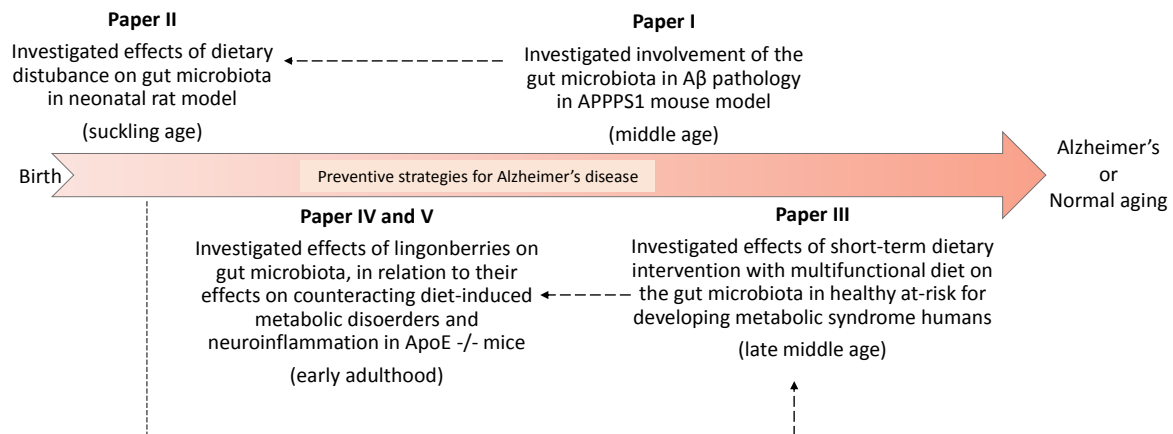 Paper II
Investigated effects of dietary
distubance on gut microbiota
in neonatal rat model
(suckling age)
Paper I
Investigated involvement of the
gut microbiota in Aβ pathology
in APPPS1 mouse model
(middle age)
Birth
Preventive strategies for Alzheimer’s disease
Alzheimer’s
or
Normal aging
Paper IV and V
Investigated effects of lingonberries on
gut microbiota, in relation to their
effects on counteracting diet-induced
metabolic disoerders and
neuroinflammation in ApoE -/- mice
(early adulthood)
Paper III
Investigated effects of short-term dietary
intervention with multifunctional diet on
the gut microbiota in healthy at-risk for
developing metabolic syndrome humans
(late middle age)